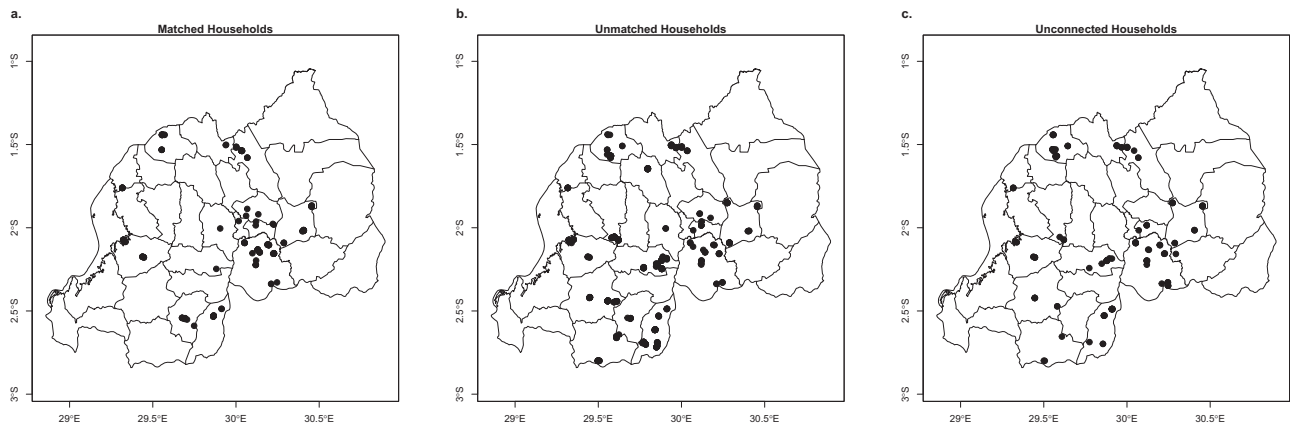 a.
Matched Households
1°S
1.5°S
2°S
2.5°S
3°S
29°E 29.5°E 30°E 30.5°E
b.
Unmatched Households
1°S
1.5°S
2°S
2.5°S
3°S
29°E 29.5°E 30°E 30.5°E
c.
Unconnected Households
1°S
1.5°S
2°S
2.5°S
3°S
29°E 29.5°E 30°E 30.5°E